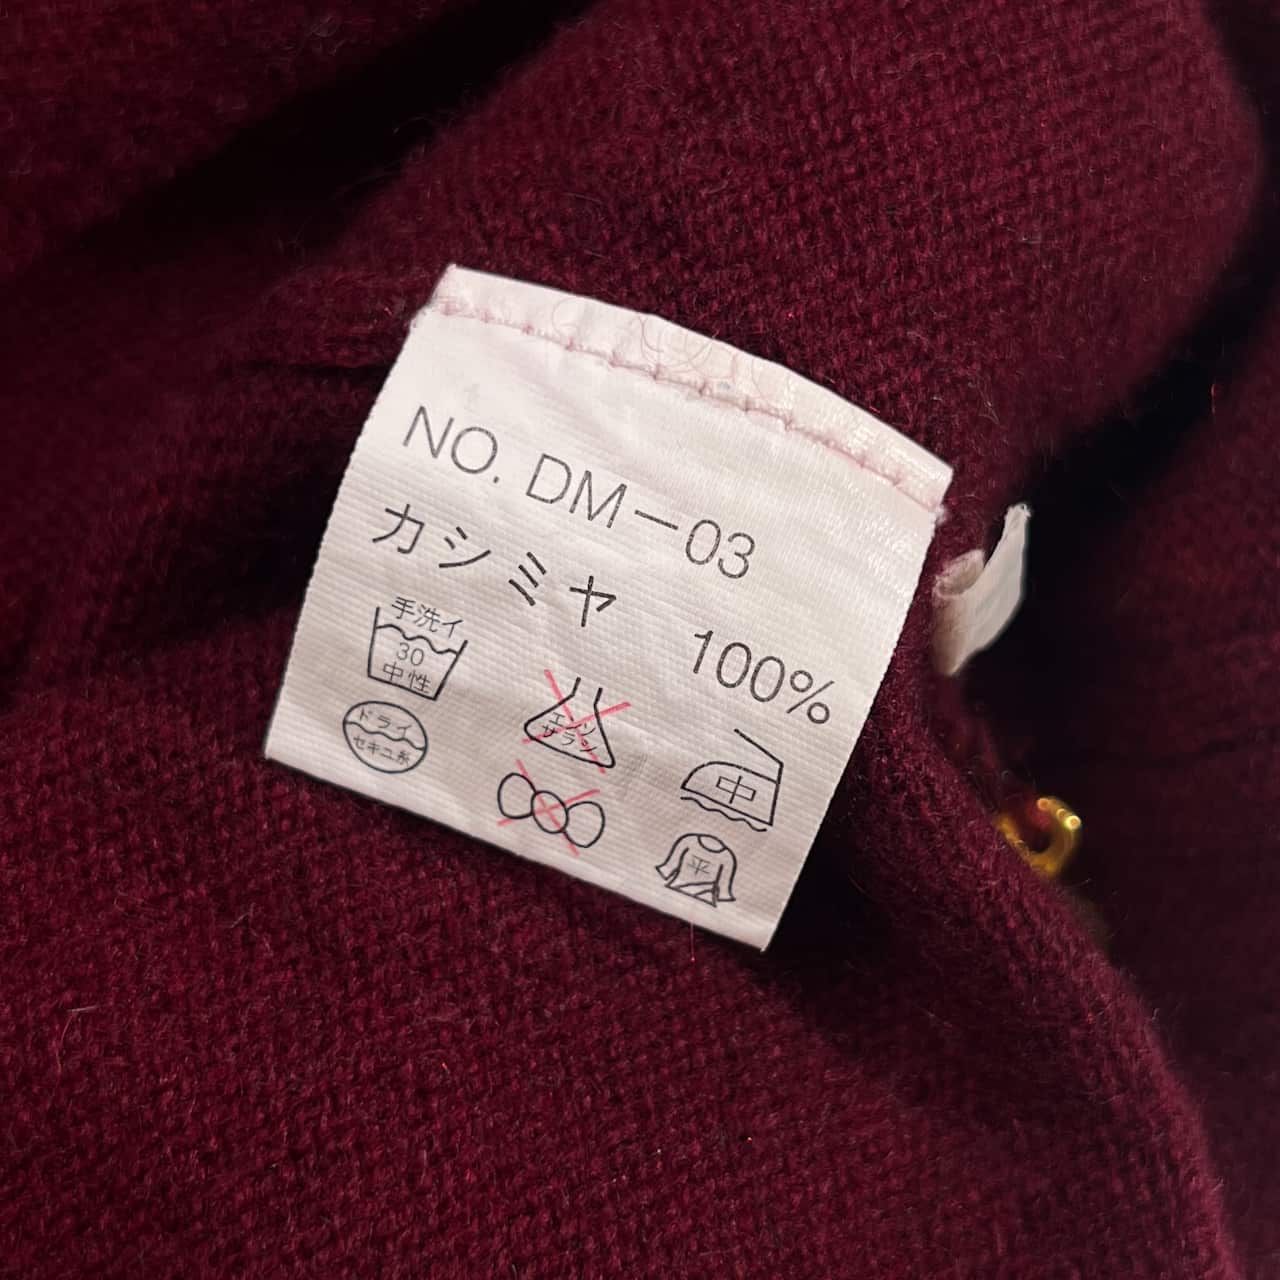 NO. DM-03
カシミヤ 100%
手洗イ
30
中性
エンソ
サラシ
中
ドライ
セキユ系
平